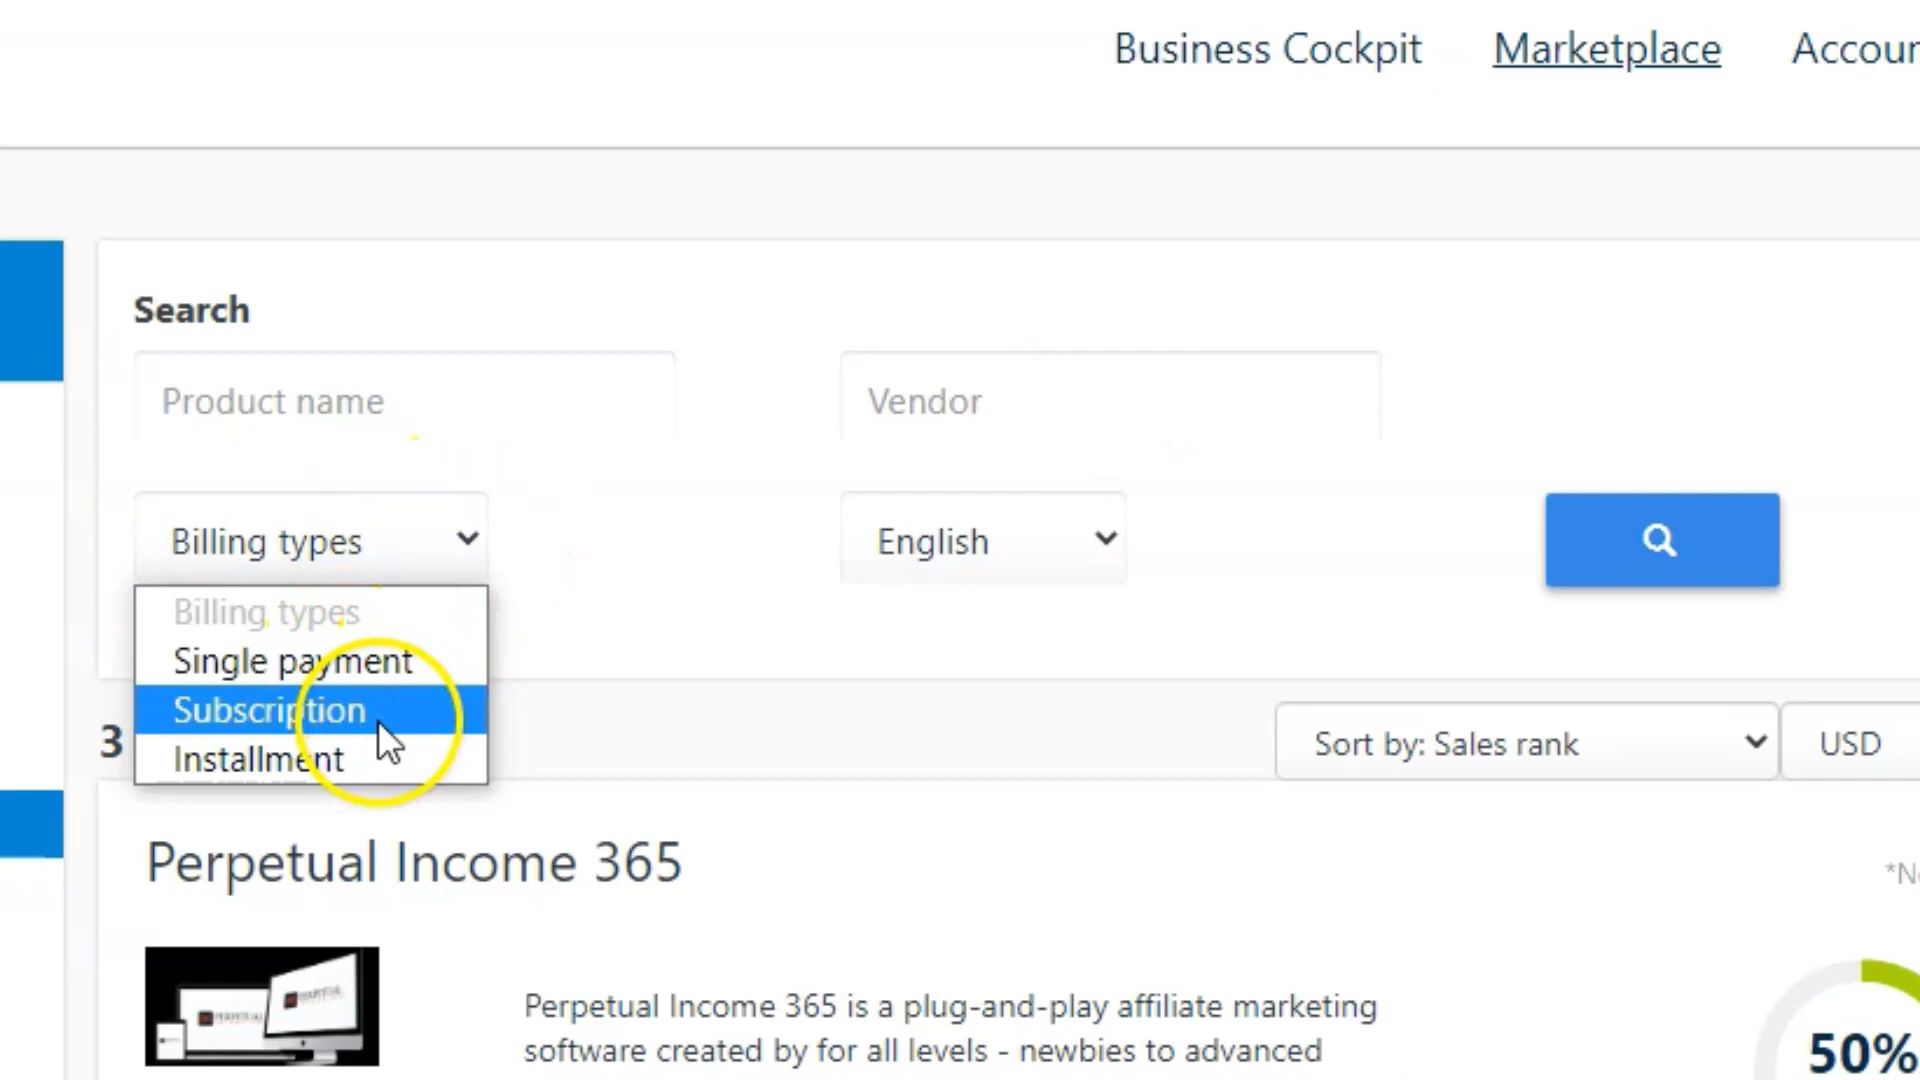 Business Cockpit
Marketplace
Accoun
Search
Product name
Vendor
Billing types
English
Billing types
Single payment
Subscription
Installment
3
Sort by: Sales rank
USD
Perpetual Income 365
Perpetual Income 365 is a plug-and-play affiliate marketing
software created by for all levels - newbies to advanced
50%